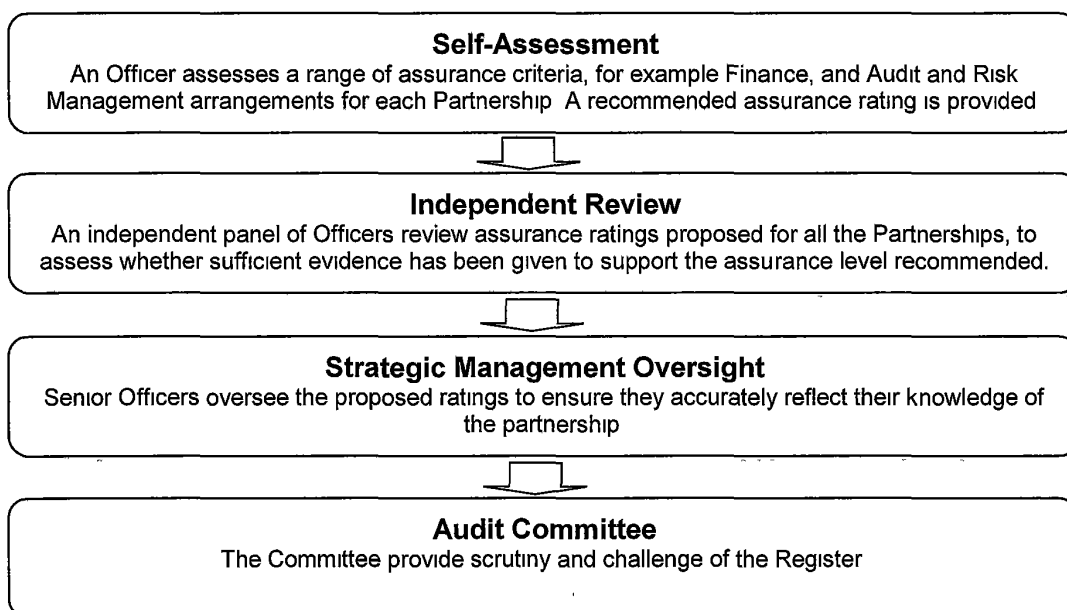 Self-Assessment
An Officer assesses a range of assurance criteria, for example Finance, and Audit and Risk
Management arrangements for each Partnership A recommended assurance rating is provided
Independent Review
An independent panel of Officers review assurance ratings proposed for all the Partnerships, to
assess whether sufficient evidence has been given to support the assurance level recommended.
Strategic Management Oversight
Senior Officers oversee the proposed ratings to ensure they accurately reflect their knowledge of
the partnership
Audit Committee
The Committee provide scrutiny and challenge of the Register